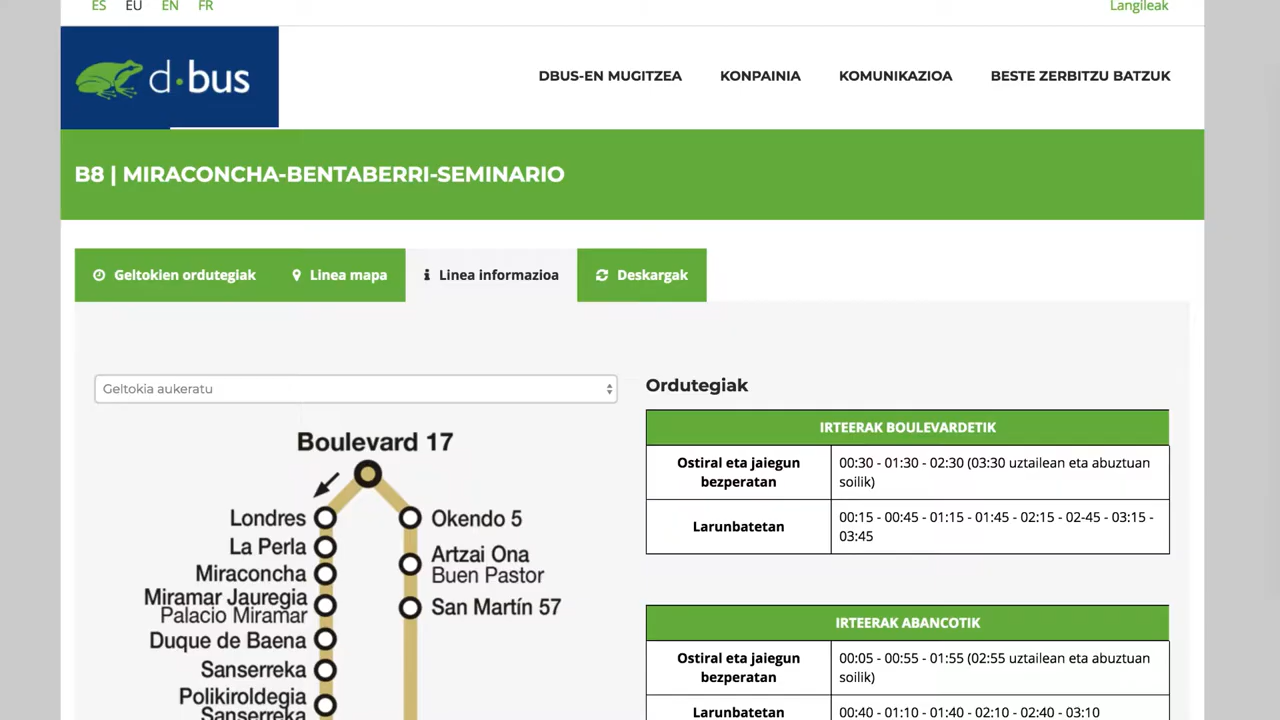 ES EU EN FR Langileak
d·bus DBUS-EN MUGITZEA KONPAINIA KOMUNIKAZIOA BESTE ZERBITZU BATZUK
B8 | MIRACONCHA-BENTABERRI-SEMINARIO
Geltokien ordutegiak Linea mapa Linea informazioa Deskargak
Geltokia aukeratu
Boulevard 17
Londres
La Perla
Miraconcha
Miramar Jauregia
Palacio Miramar
Duque de Baena
Sanserreka
Polikiroldegia
Sanserreka
Okendo 5
Artzai Ona
Buen Pastor
San Martín 57
Ordutegiak
IRTEERAK BOULEVARDETIK
Ostiral eta jaiegun
bezperatan
00:30 - 01:30 - 02:30 (03:30 uztailean eta abuztuan
soilik)
Larunbatetan
00:15 - 00:45 - 01:15 - 01:45 - 02:15 - 02-45 - 03:15 -
03:45
IRTEERAK ABANCOTIK
Ostiral eta jaiegun
bezperatan
00:05 - 00:55 - 01:55 (02:55 uztailean eta abuztuan
soilik)
Larunbatetan
00:40 - 01:10 - 01:40 - 02:10 - 02:40 - 03:10